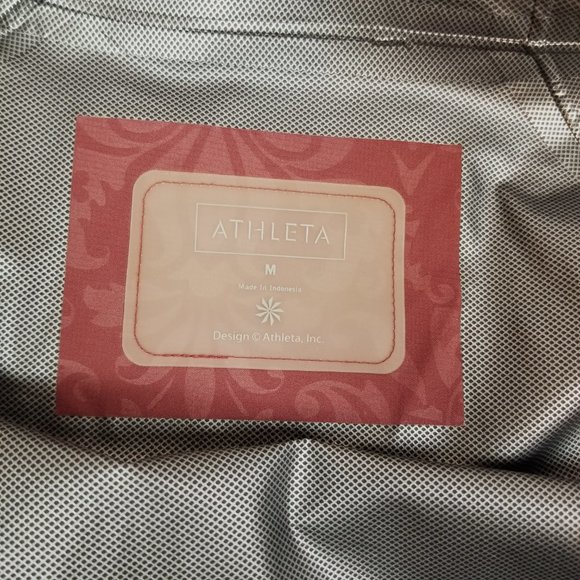 ATHLETA
M
Made In Indonesia
Design © Athleta, Inc.